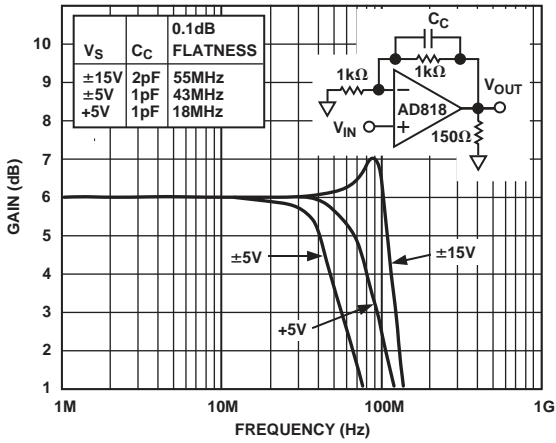 0.1dB
VS CC FLATNESS
±15V 2pF 55MHz
±5V 1pF 43MHz
+5V 1pF 18MHz
CC
1kΩ
1kΩ
VOUT
AD818
VIN
150Ω
GAIN (dB)
10
9
8
7
6
5
4
3
2
1
±5V
±15V
+5V
1M 10M 100M 1G
FREQUENCY (Hz)